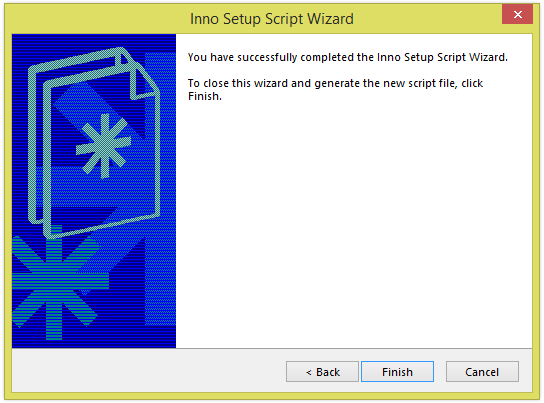 Inno Setup Script Wizard
You have successfully completed the Inno Setup Script Wizard.
To close this wizard and generate the new script file, click
Finish.
< Back
Finish
Cancel